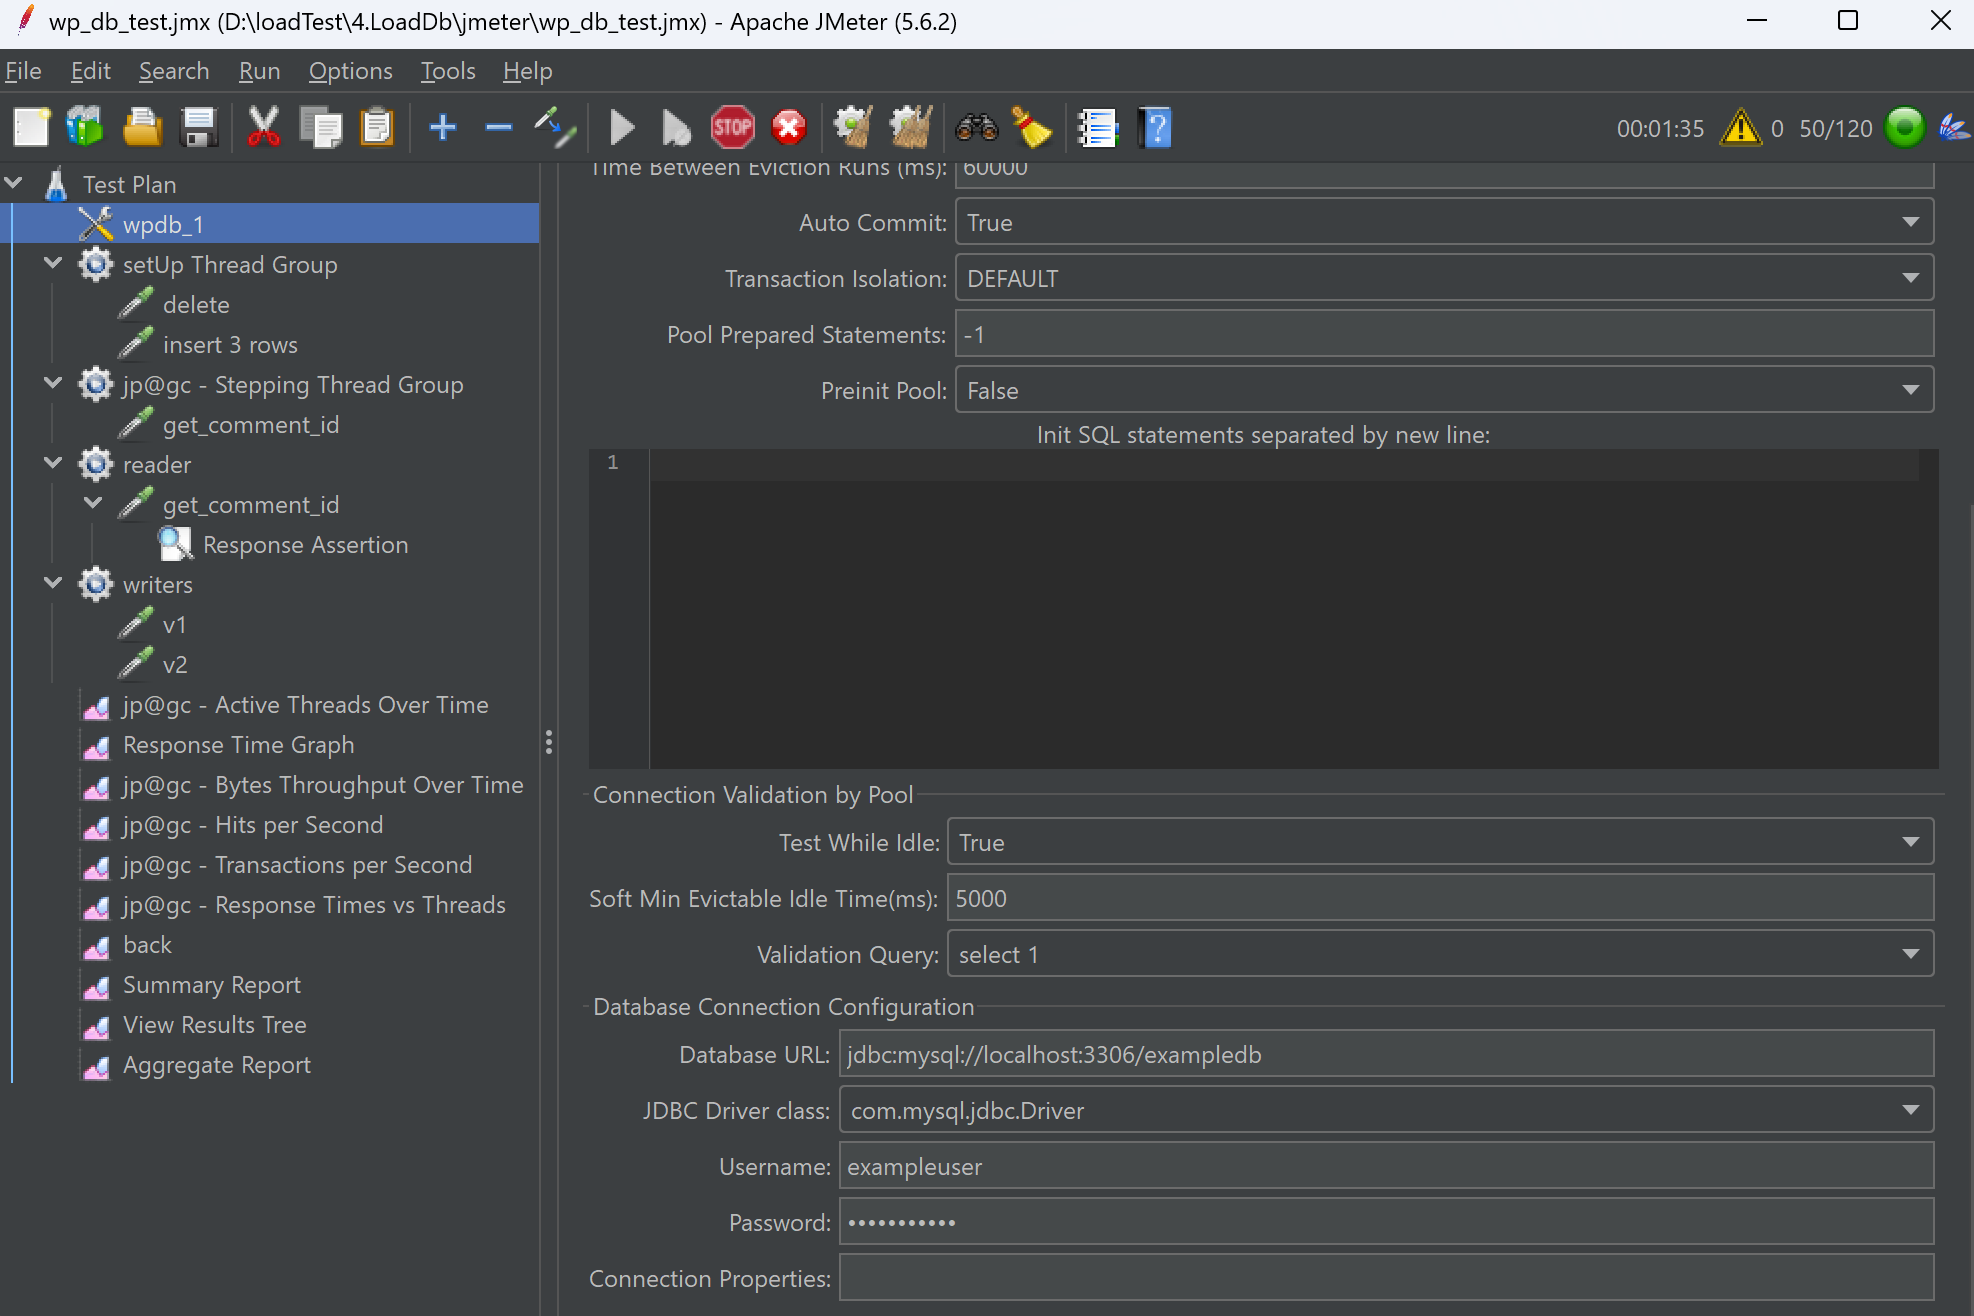 wp_db_test.jmx (D:\loadTest\4.LoadDb\jmeter\wp_db_test.jmx) - Apache JMeter (5.6.2)
File Edit Search Run Options Tools Help
STOP
00:01:35 0 50/120
Test Plan
wpdb_1
setUp Thread Group
delete
insert 3 rows
jp@gc - Stepping Thread Group
get_comment_id
reader
get_comment_id
Response Assertion
writers
v1
v2
jp@gc - Active Threads Over Time
Response Time Graph
jp@gc - Bytes Throughput Over Time
jp@gc - Hits per Second
jp@gc - Transactions per Second
jp@gc - Response Times vs Threads
back
Summary Report
View Results Tree
Aggregate Report
Time Between Eviction Runs (ms): 60000
Auto Commit: True
Transaction Isolation: DEFAULT
Pool Prepared Statements: -1
Preinit Pool: False
Init SQL statements separated by new line:
1
Connection Validation by Pool
Test While Idle: True
Soft Min Evictable Idle Time(ms): 5000
Validation Query: select 1
Database Connection Configuration
Database URL: jdbc:mysql://localhost:3306/exampledb
JDBC Driver class: com.mysql.jdbc.Driver
Username: exampleuser
Password: •••••••••••
Connection Properties: